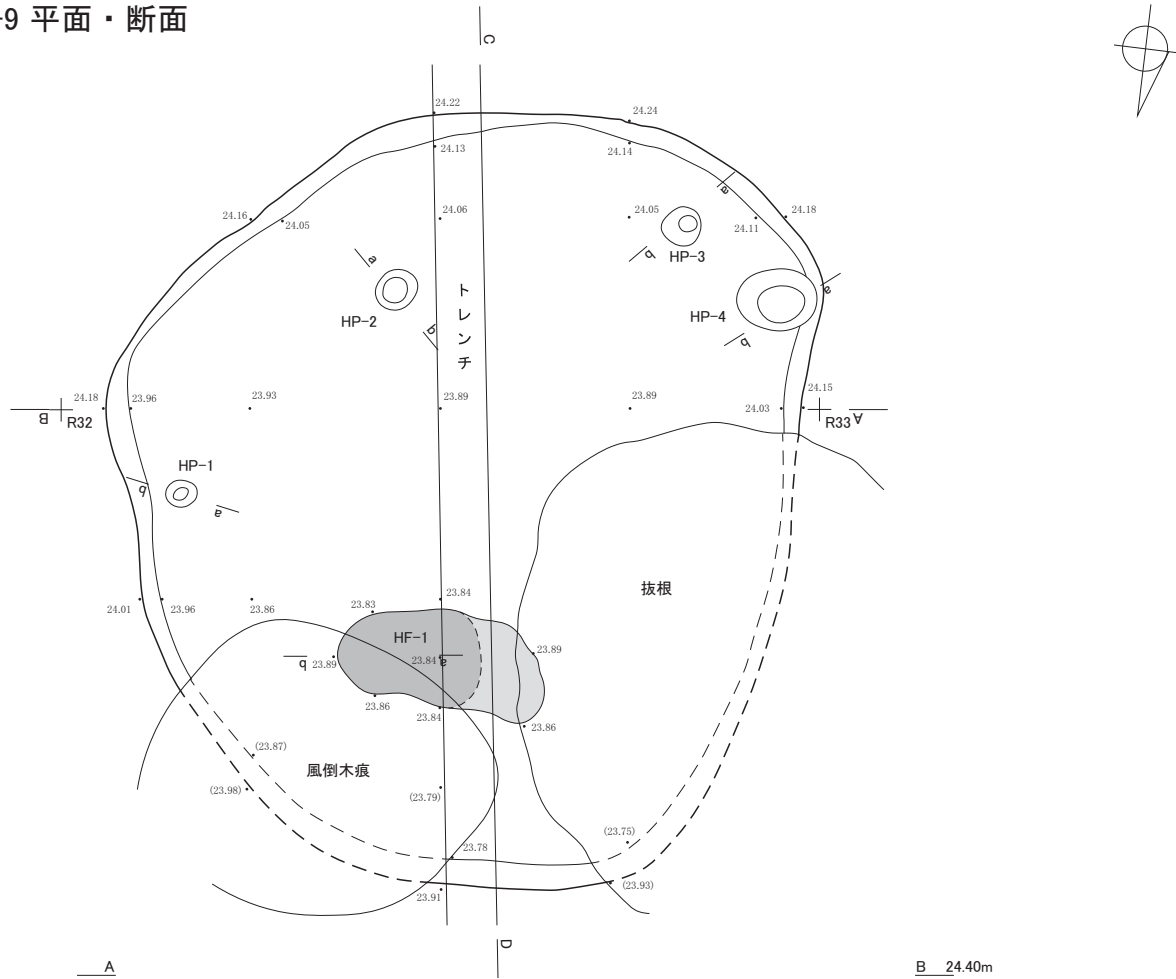 -9 平面・断面
C
24.22
24.24
24.13
24.14
a
24.16
24.05
24.06
24.05
24.11
24.18
a
b
HP-3
a
HP-2
b
トレンチ
HP-4
b
24.18
23.96
23.93
23.89
23.89
24.03
24.15
B
R32
R33
A
HP-1
b
a
抜根
24.01
23.96
23.86
23.83
23.84
HF-1
b
23.89
23.84
a
23.89
23.86
23.84
23.86
(23.87)
風倒木痕
(23.98)
(23.79)
(23.75)
23.78
23.91
(23.93)
D
A
B 24.40m